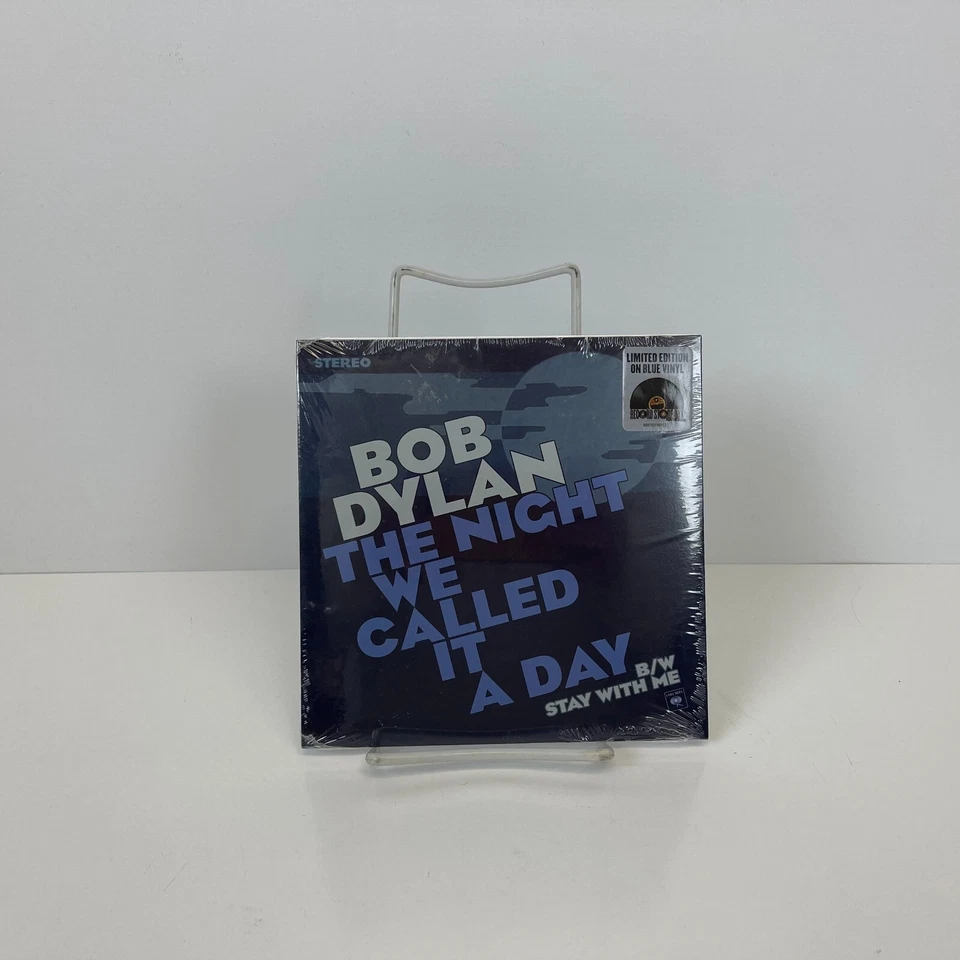 STEREO
LIMITED EDITION
ON BLUE VINYL
BOB
DYLAN
THE NIGHT
WE
CALLED
IT
A DAY
B/W
STAY WITH ME